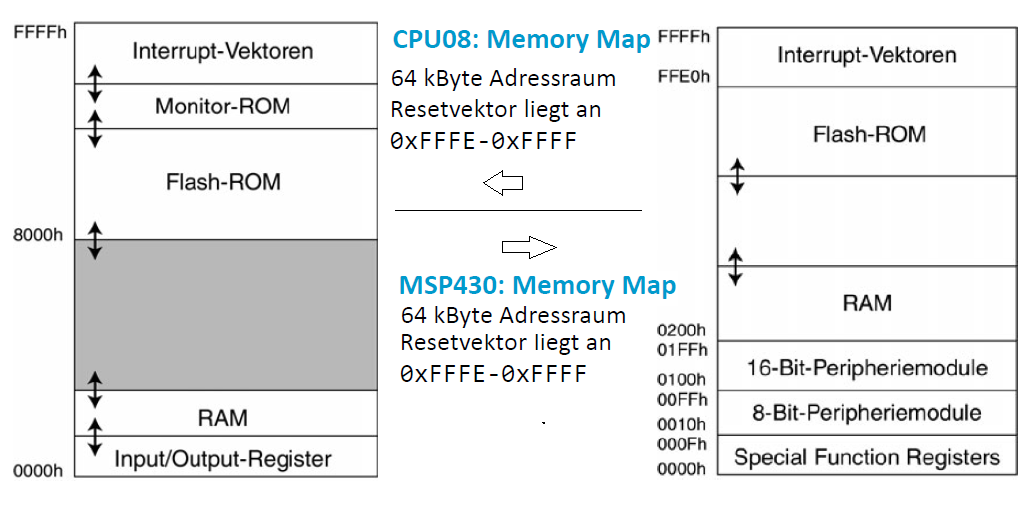 FFFFh
Interrupt-Vektoren
Monitor-ROM
Flash-ROM
8000h
RAM
Input/Output-Register
0000h
CPU08: Memory Map
64 kByte Adressraum
Resetvektor liegt an
0xFFFE-0xFFFF
MSP430: Memory Map
64 kByte Adressraum
Resetvektor liegt an
0xFFFE-0xFFFF
FFFFh
Interrupt-Vektoren
FFE0h
Flash-ROM
RAM
0200h
01FFh
16-Bit-Peripheriemodule
0100h
00FFh
8-Bit-Peripheriemodule
0010h
000Fh
Special Function Registers
0000h